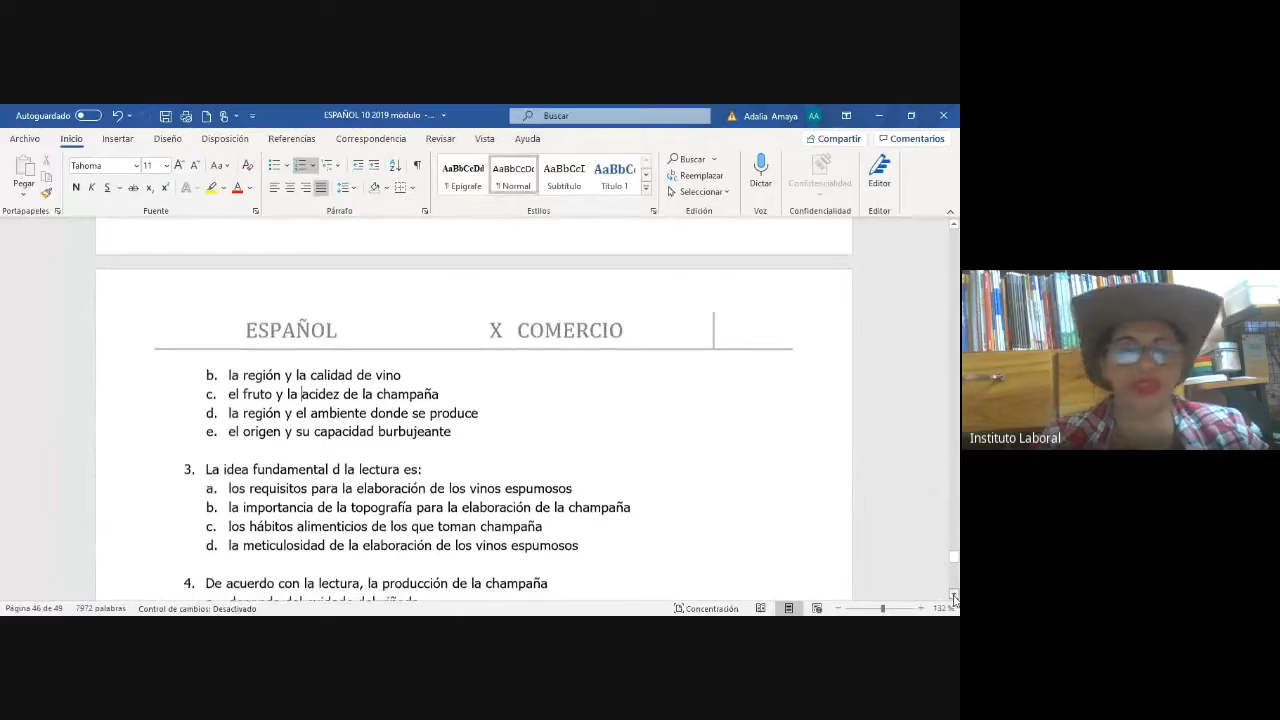 Autoguardado
ESPAÑOL 10 2019 módulo -...
Buscar
Adalia Amaya
AA
Archivo
Inicio
Insertar
Diseño
Disposición
Referencias
Correspondencia
Revisar
Vista
Ayuda
Compartir
Comentarios
Pegar
Tahoma
11
N K S ab x₂ x²
AaBbCcDd
AaBbCcDc
AaBbCcI
AaBbCc
¶ Epígrafe
¶ Normal
Subtítulo
Título 1
Buscar
Reemplazar
Seleccionar
Dictar
Confidencialidad
Editor
Portapapeles
Fuente
Párrafo
Estilos
Edición
Voz
Confidencialidad
Editor
ESPAÑOL X COMERCIO
b. la región y la calidad de vino
c. el fruto y la acidez de la champaña
d. la región y el ambiente donde se produce
e. el origen y su capacidad burbujeante
3. La idea fundamental d la lectura es:
a. los requisitos para la elaboración de los vinos espumosos
b. la importancia de la topografía para la elaboración de la champaña
c. los hábitos alimenticios de los que toman champaña
d. la meticulosidad de la elaboración de los vinos espumosos
4. De acuerdo con la lectura, la producción de la champaña
Instituto Laboral
Página 46 de 49
7972 palabras
Control de cambios: Desactivado
Concentración
132 %